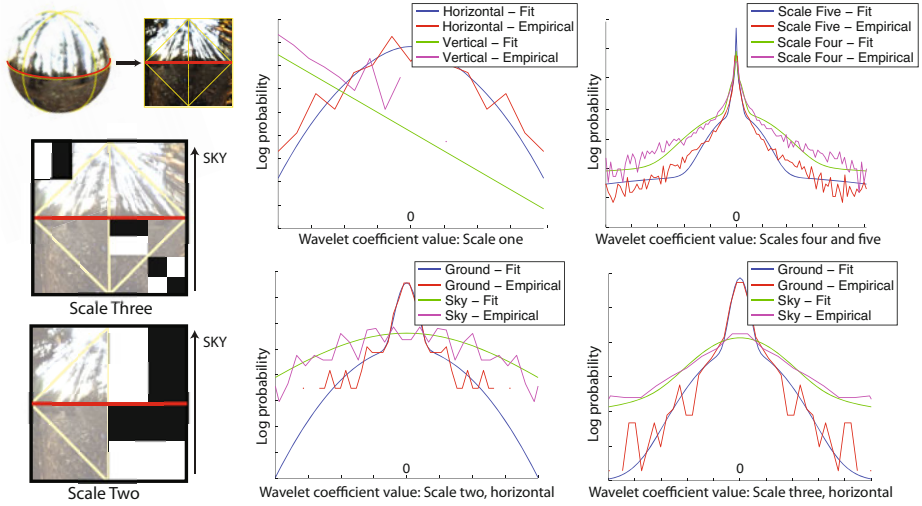 SKY
Scale Three
SKY
Scale Two
Horizontal – Fit
Horizontal – Empirical
Vertical – Fit
Vertical – Empirical
Log probability
0
Wavelet coefficient value: Scale one
Scale Five – Fit
Scale Five – Empirical
Scale Four – Fit
Scale Four – Empirical
Log probability
0
Wavelet coefficient value: Scales four and five
Ground – Fit
Ground – Empirical
Sky – Fit
Sky – Empirical
Log probability
0
Wavelet coefficient value: Scale two, horizontal
Ground – Fit
Ground – Empirical
Sky – Fit
Sky – Empirical
Log probability
0
Wavelet coefficient value: Scale three, horizontal